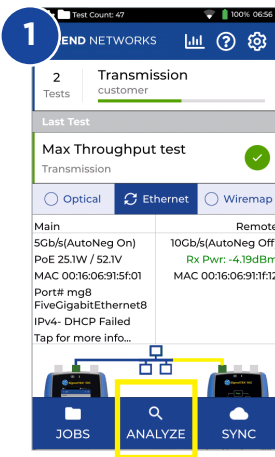 1
Test Count: 47
100% 06:56
END NETWORKS
2
Tests
Transmission
customer
Last Test
Max Throughput test
Transmission
Optical
Ethernet
Wiremap
Main
Remote
5Gb/s(AutoNeg On)
10Gb/s(AutoNeg Off
PoE 25.1W / 52.1V
Rx Pwr: -4.19dBm
MAC 00:16:06:91:5f:01
MAC 00:16:06:91:1f:12
Port# mg8
FiveGigabitEthernet8
IPv4- DHCP Failed
Tap for more info...
JOBS
ANALYZE
SYNC